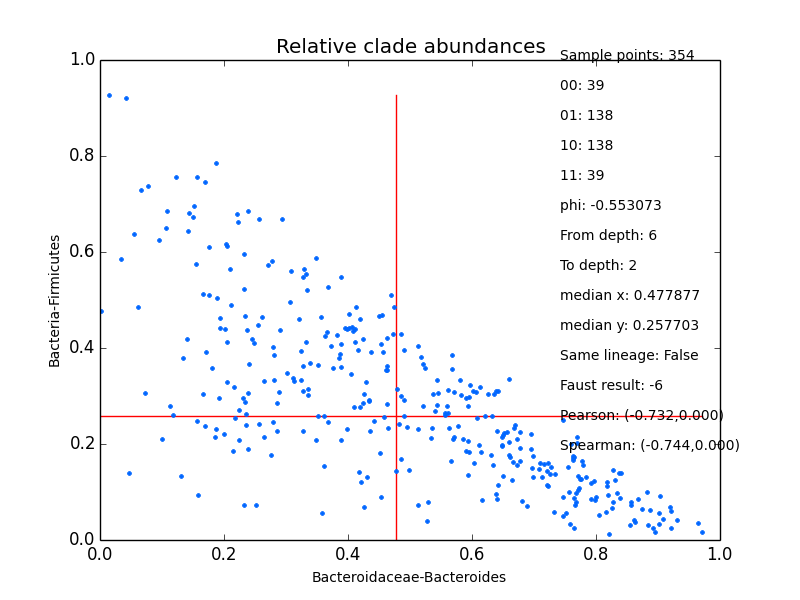 Relative clade abundances
Sample points: 354
00: 39
01: 138
10: 138
11: 39
phi: -0.553073
From depth: 6
To depth: 2
median x: 0.477877
median y: 0.257703
Same lineage: False
Faust result: -6
Pearson: (-0.732,0.000)
Spearman: (-0.744,0.000)
Bacteria-Firmicutes
1.0
0.8
0.6
0.4
0.2
0.0
0.0 0.2 0.4 0.6 0.8 1.0
Bacteroidaceae-Bacteroides